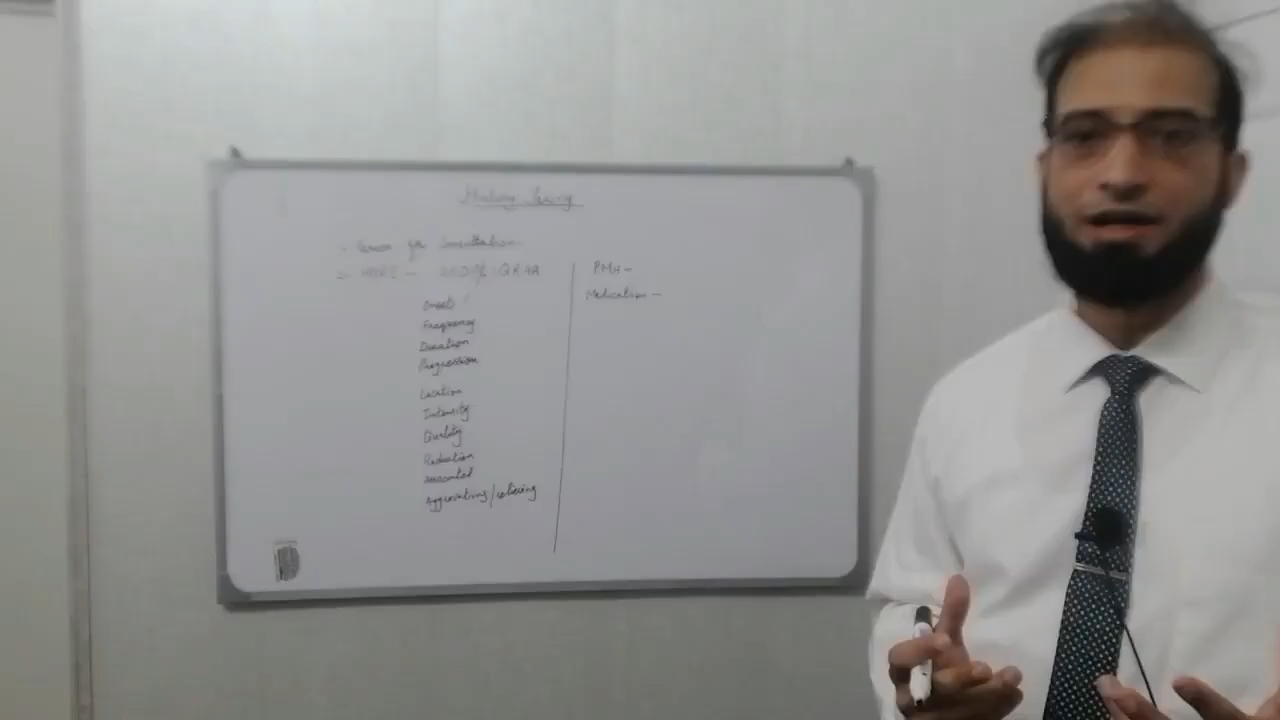 History Taking
- Reason for Consultation
Onset
Frequency
Duration
Progression
Location
Intensity
Quality
Radiation
Associated
Aggravating/relieving
PMH -
Medication -